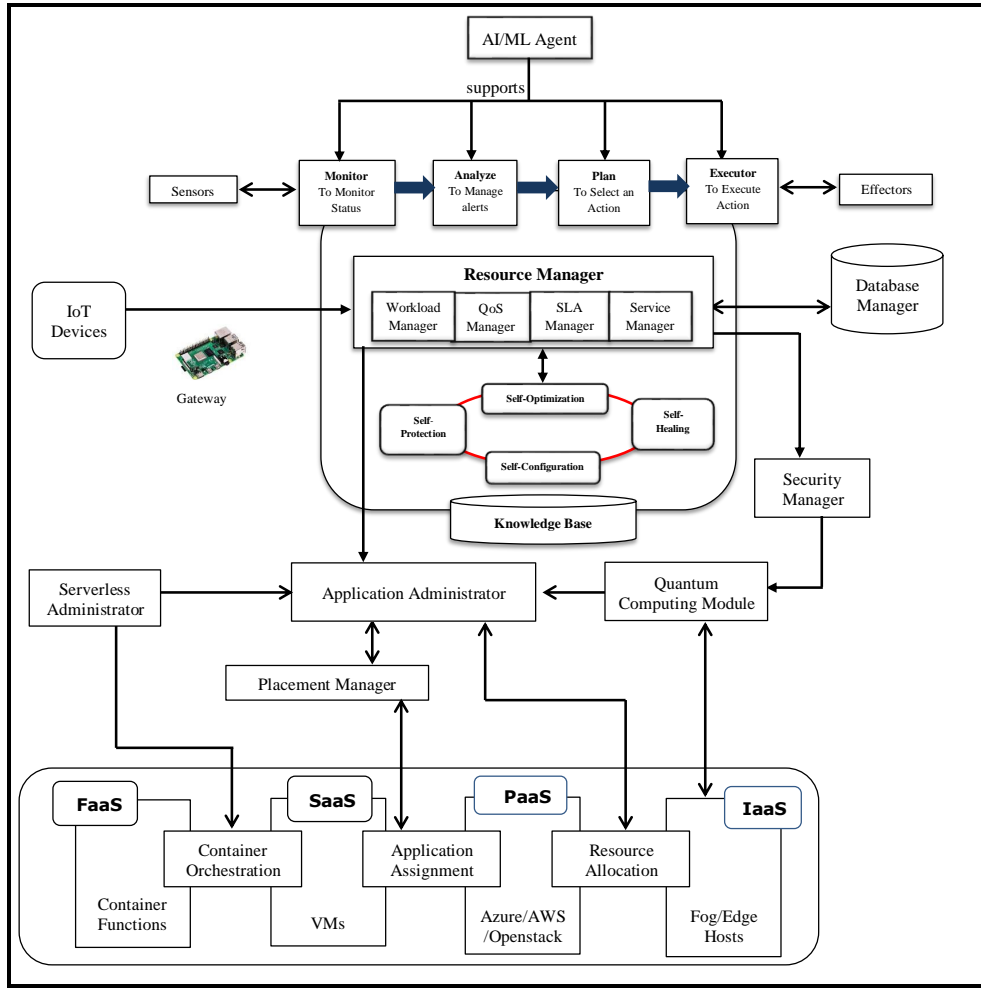 AI/ML Agent
supports
Monitor
To Monitor
Status
Analyze
To Manage
alerts
Plan
To Select an
Action
Executor
To Execute
Action
Sensors
Effectors
Resource Manager
Workload
Manager
QoS
Manager
SLA
Manager
Service
Manager
Database
Manager
IoT
Devices
Gateway
Self-Optimization
Self-
Protection
Self-
Healing
Self-Configuration
Knowledge Base
Security
Manager
Serverless
Administrator
Application Administrator
Quantum
Computing Module
Placement Manager
FaaS
SaaS
PaaS
IaaS
Container
Orchestration
Application
Assignment
Resource
Allocation
Container
Functions
VMs
Azure/AWS
/Openstack
Fog/Edge
Hosts